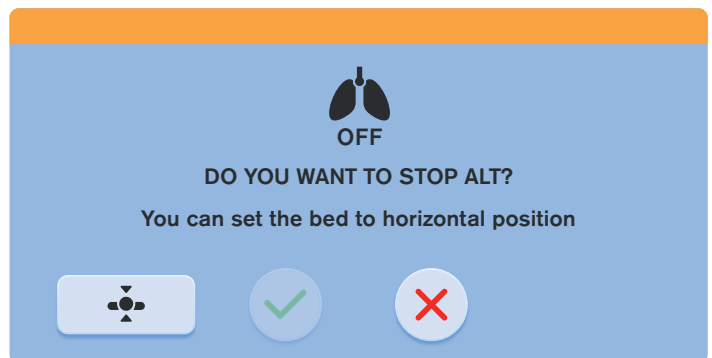 OFF
DO YOU WANT TO STOP ALT?
You can set the bed to horizontal position